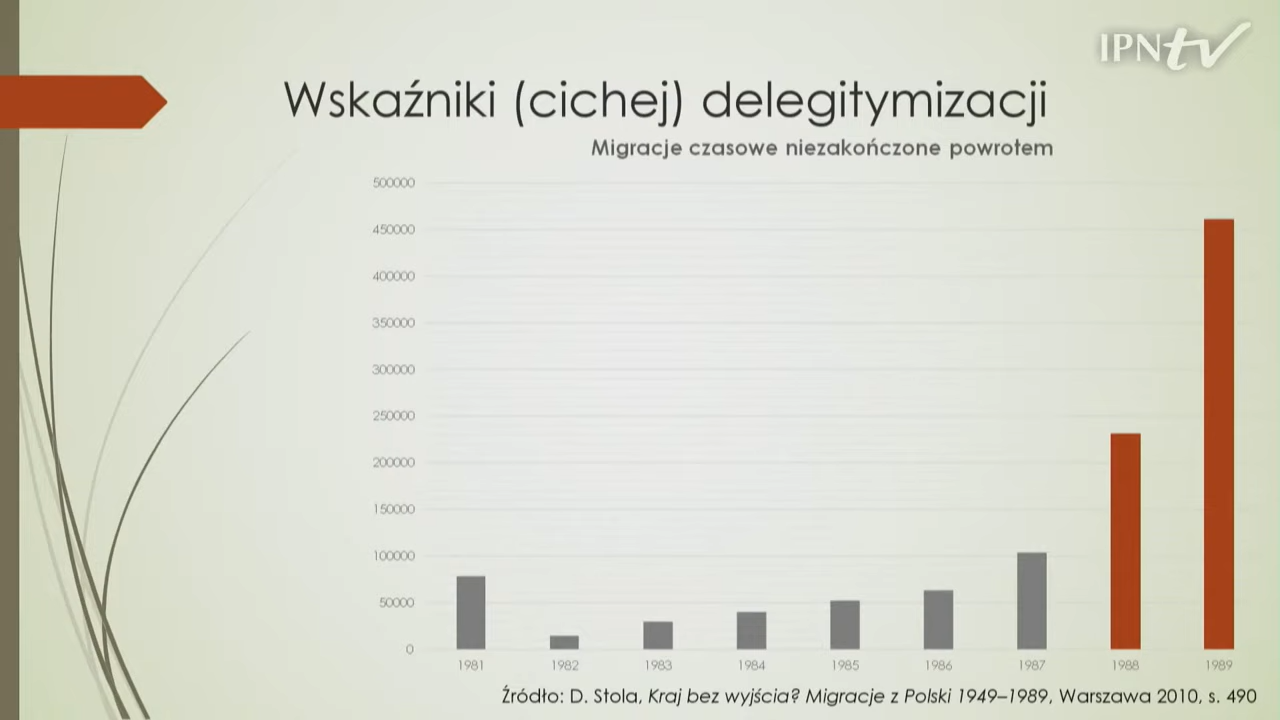 IPNtv
Wskaźniki (cichej) delegitymizacji
Migracje czasowe niezakończone powrotem
500000
450000
400000
350000
300000
250000
200000
150000
100000
50000
0
1981 1982 1983 1984 1985 1986 1987 1988 1989
Źródło: D. Stola, Kraj bez wyjścia? Migracje z Polski 1949–1989, Warszawa 2010, s. 490